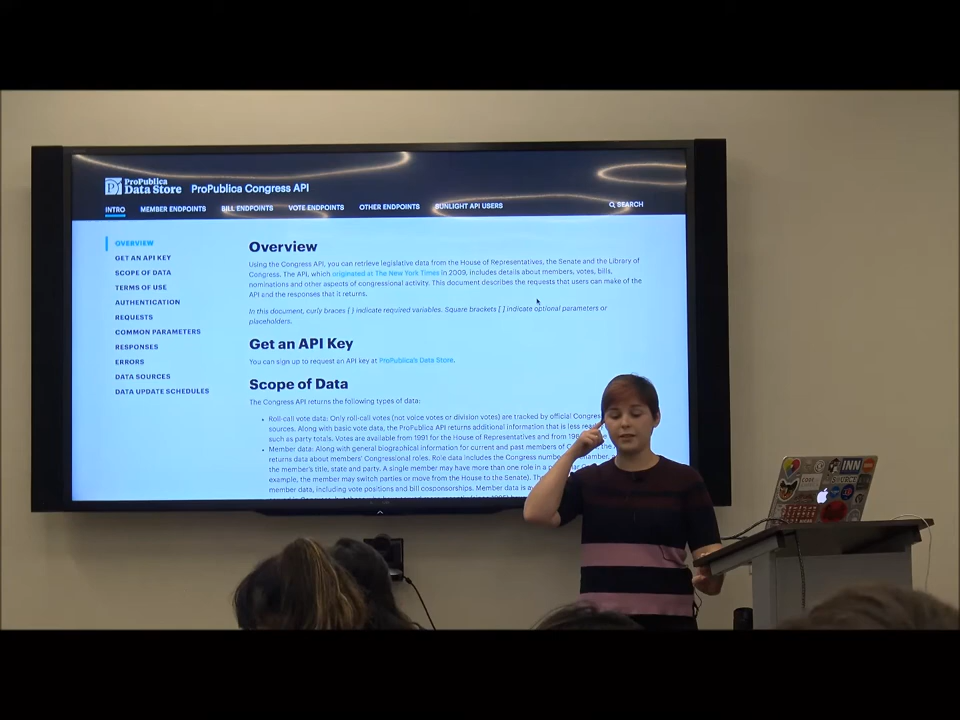 ProPublica
Data Store
ProPublica Congress API
INTRO MEMBER ENDPOINTS BILL ENDPOINTS VOTE ENDPOINTS OTHER ENDPOINTS SUNLIGHT API USERS SEARCH
OVERVIEW
GET AN API KEY
SCOPE OF DATA
TERMS OF USE
AUTHENTICATION
REQUESTS
COMMON PARAMETERS
RESPONSES
ERRORS
DATA SOURCES
DATA UPDATE SCHEDULES
Overview
Using the Congress API, you can retrieve legislative data from the House of Representatives, the Senate and the Library of
Congress. The API, which originated at The New York Times in 2009, includes details about members, votes, bills,
nominations and other aspects of congressional activity. This document describes the requests that users can make of the
API and the responses that it returns.
In this document, curly braces { } indicate required variables. Square brackets [ ] indicate optional parameters or
placeholders.
Get an API Key
You can sign up to request an API key at ProPublica's Data Store.
Scope of Data
The Congress API returns the following types of data:
• Roll-call vote data: Only roll-call votes (not voice votes or division votes) are tracked by official Congres
sources. Along with basic vote data, the ProPublica API returns additional information that is less rea
such as party totals. Votes are available from 1991 for the House of Representatives and from 198
• Member data: Along with general biographical information for current and past members of
returns data about members' Congressional roles. Role data includes the Congress numb
the member's title, state and party. A single member may have more than one role in a
example, the member may switch parties or move from the House to the Senate).
member data, including vote positions and bill cosponsorships. Member data is a
INN